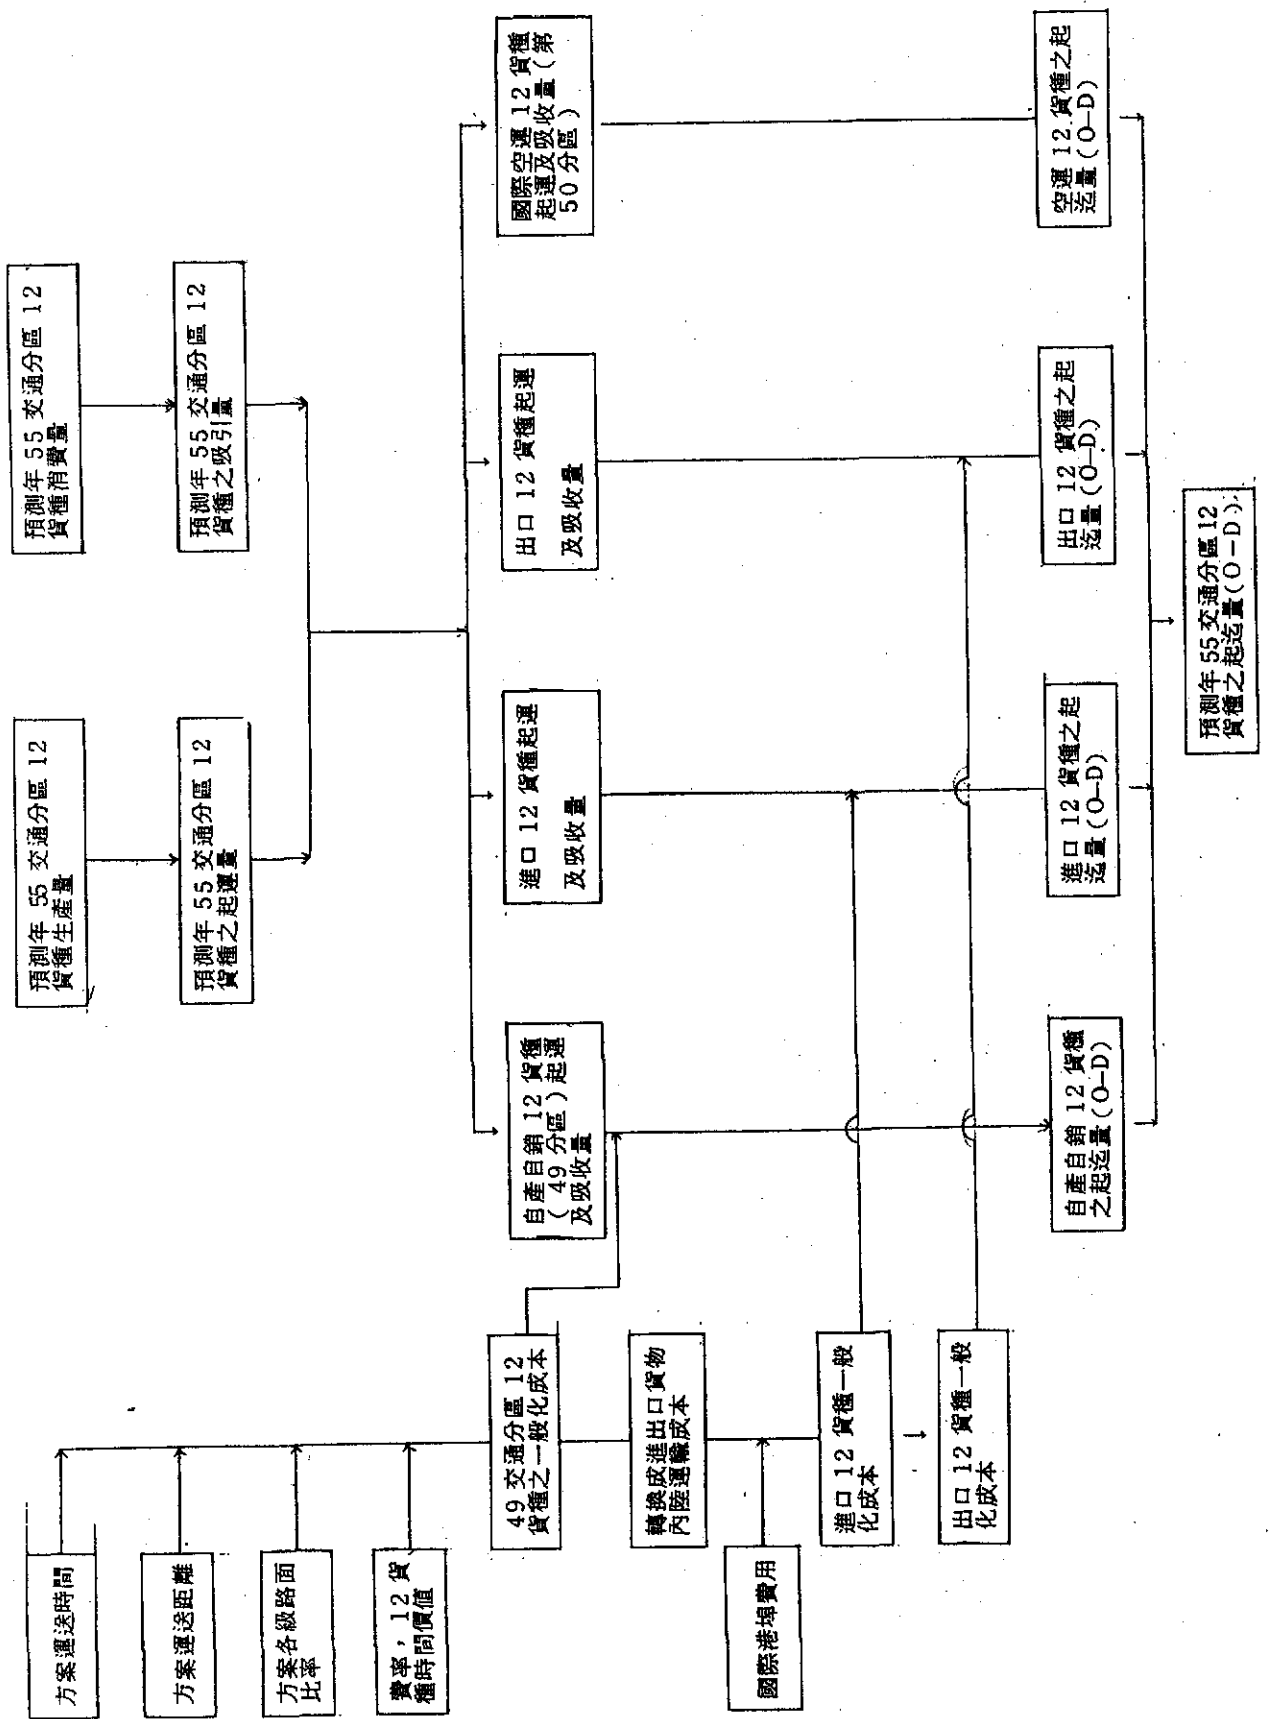 方案運送時間
方案運送距離
方案各級路面
比率
費率，12 貨
種時間價值
49 交通分區 12
貨種之一般化成本
轉換成進出口貨物
內陸運輸成本
國際港埠費用
進口 12 貨種一般
化成本
出口 12 貨種一般
化成本
預測年 55 交通分區 12
貨種生產量
預測年 55 交通分區 12
貨種之起運量
預測年 55 交通分區 12
貨種消費量
預測年 55 交通分區 12
貨種之吸引量
自產自銷 12 貨種
( 49 分區 ) 起運
及吸收量
進口 12 貨種起運
及吸收量
出口 12 貨種起運
及吸收量
國際空運 12 貨種
起運及吸收量 ( 第
50 分區 )
自產自銷 12 貨種
之起迄量 (O-D)
進口 12 貨種之起
迄量 (O-D)
出口 12 貨種之起
迄量 (O-D)
空運 12 貨種之起
迄量 (O-D)
預測年 55 交通分區 12
貨種之起迄量 (O-D)